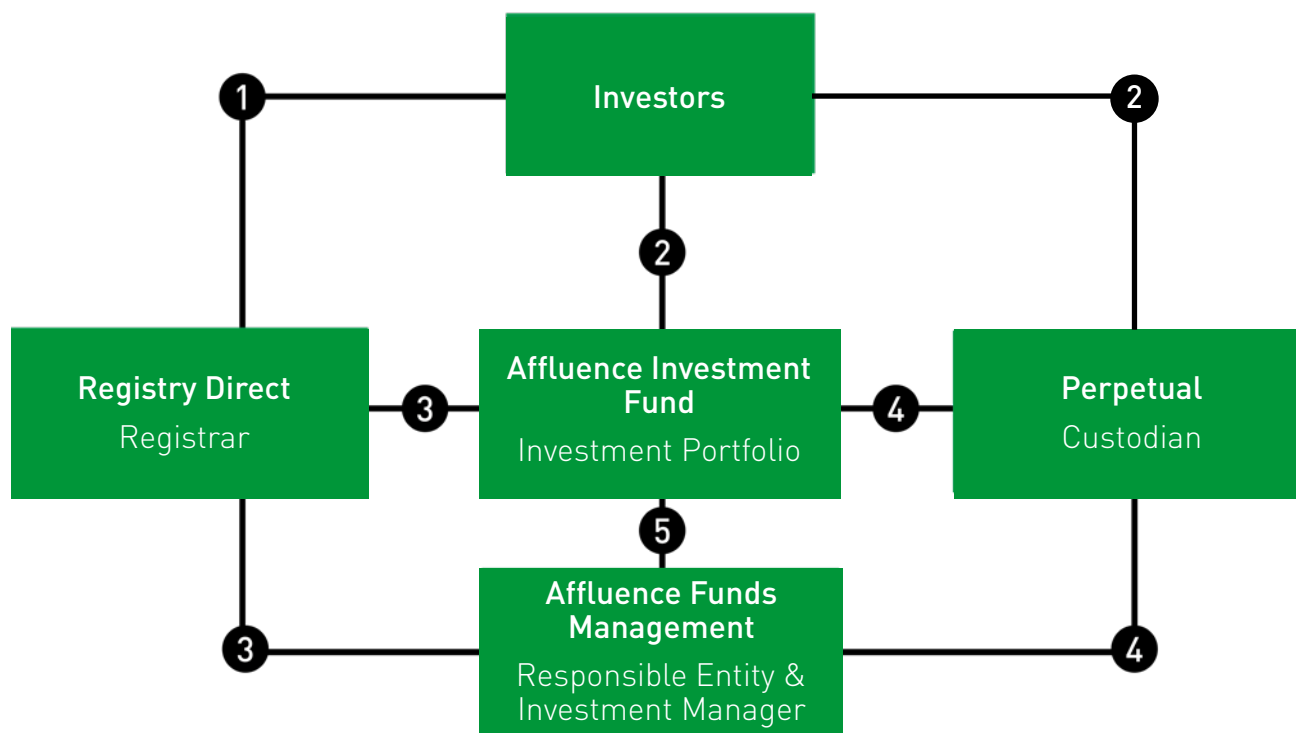 Investors
1
2
2
Registry Direct
Registrar
3
Affluence Investment
Fund
Investment Portfolio
4
Perpetual
Custodian
5
Affluence Funds
Management
Responsible Entity &
Investment Manager
3
4